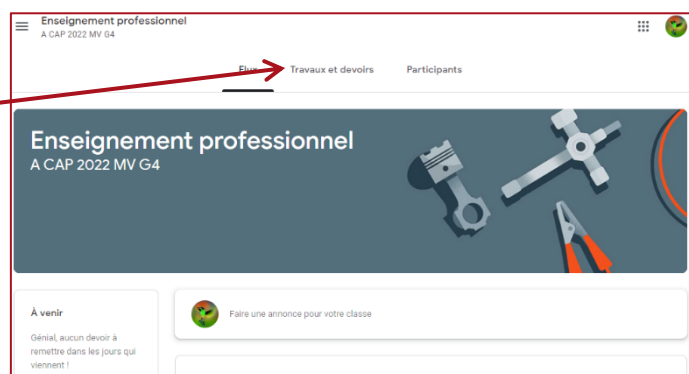 Enseignement professionnel
A CAP 2022 MV G4
Flux Travaux et devoirs Participants
Enseignement professionnel
A CAP 2022 MV G4
À venir
Génial, aucun devoir à
remettre dans les jours qui
viennent !
Faire une annonce pour votre classe